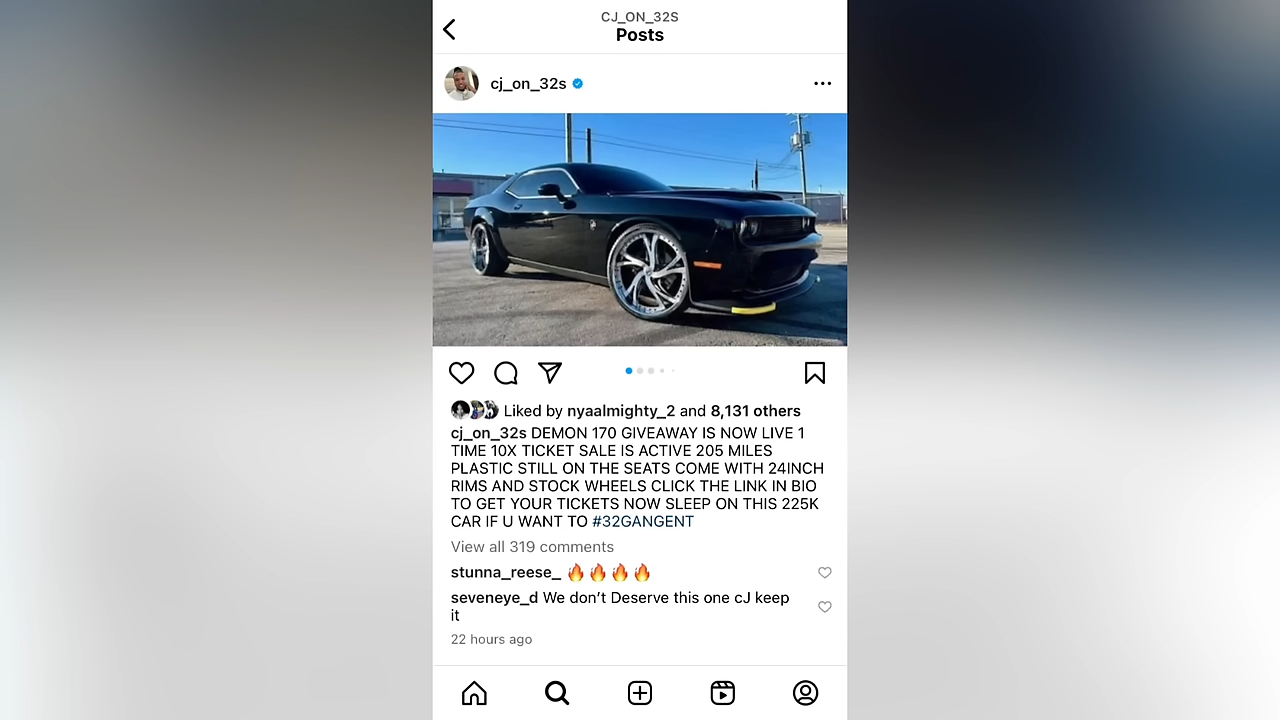 CJ_ON_32S
Posts
cj_on_32s
Liked by nyaalmighty_2 and 8,131 others
cj_on_32s DEMON 170 GIVEAWAY IS NOW LIVE 1
TIME 10X TICKET SALE IS ACTIVE 205 MILES
PLASTIC STILL ON THE SEATS COME WITH 24INCH
RIMS AND STOCK WHEELS CLICK THE LINK IN BIO
TO GET YOUR TICKETS NOW SLEEP ON THIS 225K
CAR IF U WANT TO #32GANGENT
View all 319 comments
stunna_reese_ 🔥🔥🔥🔥
seveneye_d We don’t Deserve this one cJ keep
it
22 hours ago